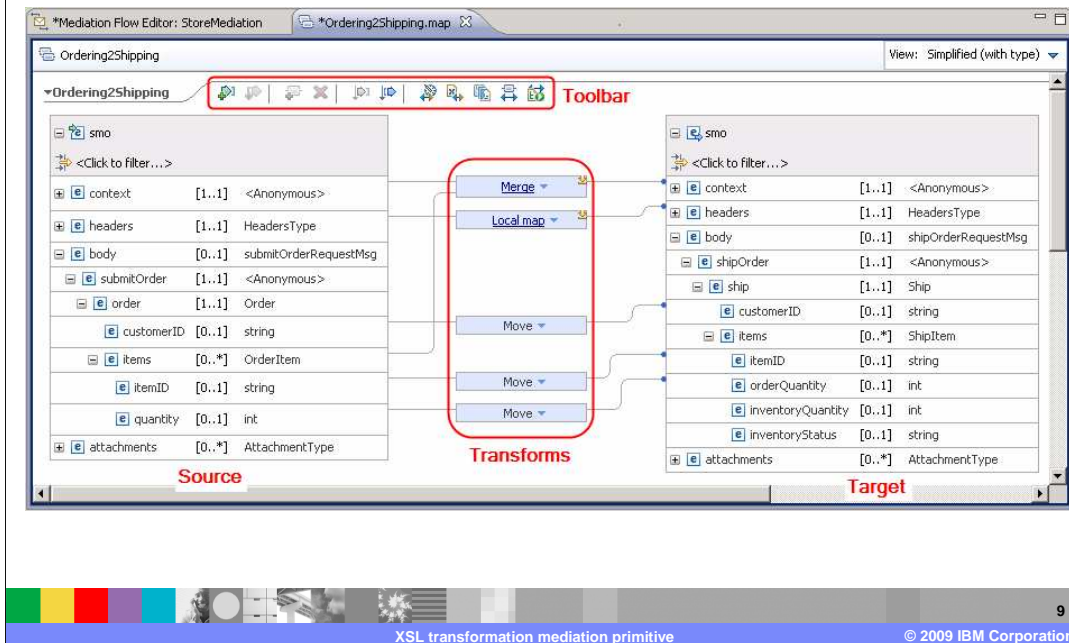 *Mediation Flow Editor: StoreMediation
*Ordering2Shipping.map
Ordering2Shipping
View: Simplified (with type)
Ordering2Shipping
Toolbar
smo
<Click to filter...>
context [1..1] <Anonymous>
headers [1..1] HeadersType
body [0..1] submitOrderRequestMsg
submitOrder [1..1] <Anonymous>
order [1..1] Order
customerID [0..1] string
items [0..*] OrderItem
itemID [0..1] string
quantity [0..1] int
attachments [0..*] AttachmentType
Source
Merge
Local map
Move
Move
Move
Transforms
smo
<Click to filter...>
context [1..1] <Anonymous>
headers [1..1] HeadersType
body [0..1] shipOrderRequestMsg
shipOrder [1..1] <Anonymous>
ship [1..1] Ship
customerID [0..1] string
items [0..*] ShipItem
itemID [0..1] string
orderQuantity [0..1] int
inventoryQuantity [0..1] int
inventoryStatus [0..1] string
attachments [0..*] AttachmentType
Target
9
XSL transformation mediation primitive
© 2009 IBM Corporation